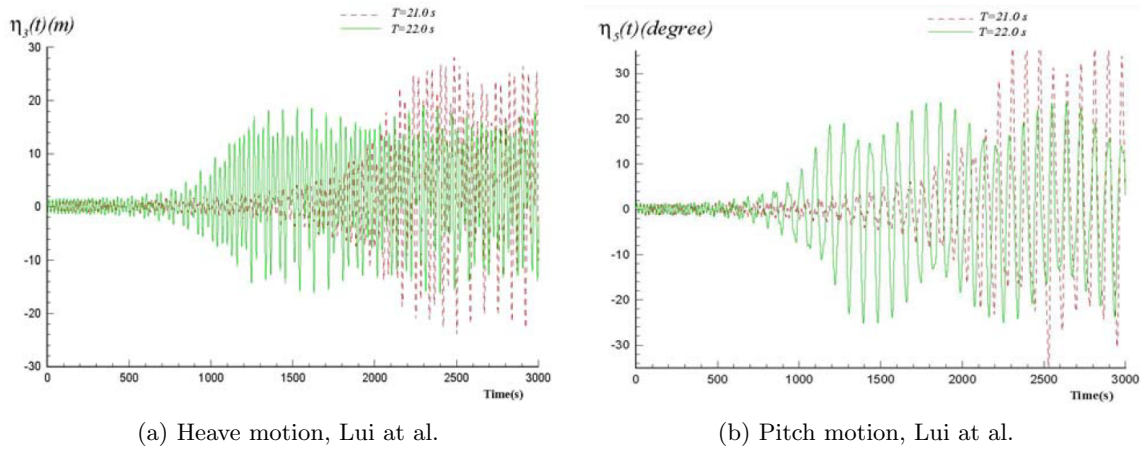 η3(t)(m)
T=21.0 s
T=22.0 s
30
20
10
0
-10
-20
-30
0 500 1000 1500 2000 2500 3000
Time(s)
(a) Heave motion, Lui at al.
η5(t)(degree)
T=21.0 s
T=22.0 s
30
20
10
0
-10
-20
-30
0 500 1000 1500 2000 2500 3000
Time(s)
(b) Pitch motion, Lui at al.